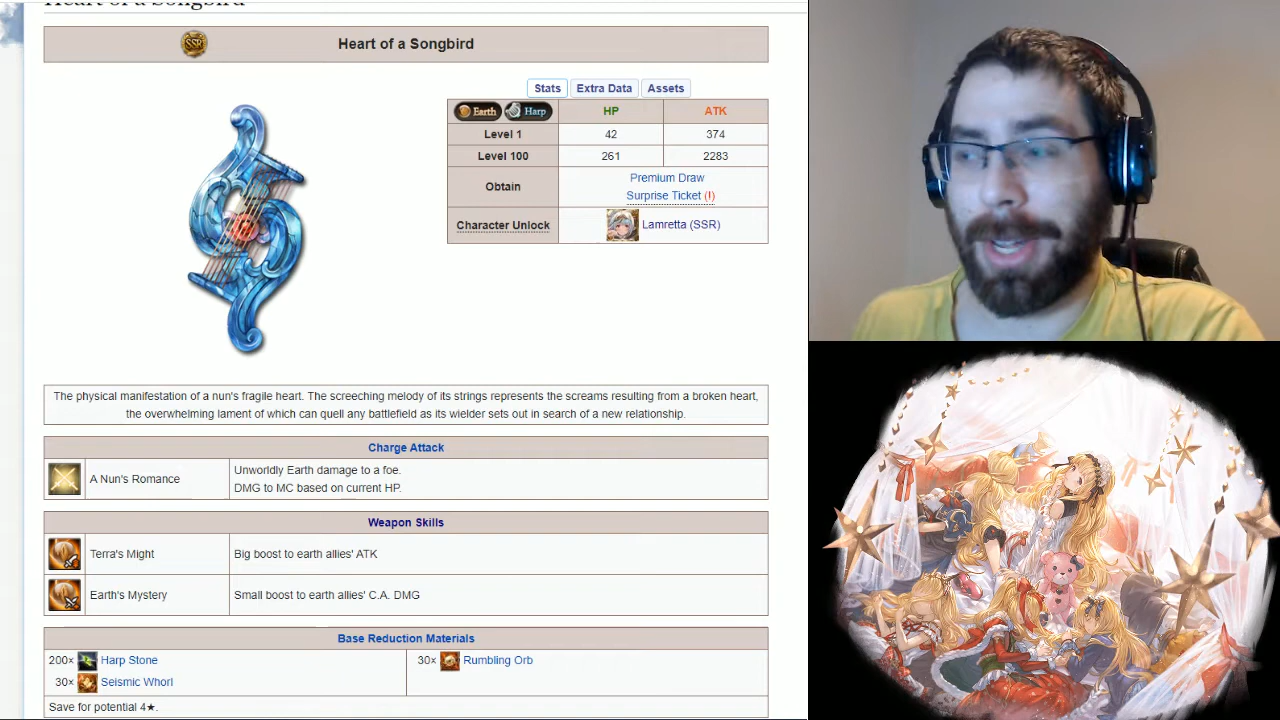 Heart of a Songbird
SSR
Heart of a Songbird
Stats
Extra Data
Assets
Earth
Harp
HP
ATK
Level 1
42
374
Level 100
261
2283
Obtain
Premium Draw
Surprise Ticket (!)
Character Unlock
Lamretta (SSR)
The physical manifestation of a nun's fragile heart. The screeching melody of its strings represents the screams resulting from a broken heart,
the overwhelming lament of which can quell any battlefield as its wielder sets out in search of a new relationship.
Charge Attack
A Nun's Romance
Unworldly Earth damage to a foe.
DMG to MC based on current HP.
Weapon Skills
Terra's Might
Big boost to earth allies' ATK
Earth's Mystery
Small boost to earth allies' C.A. DMG
Base Reduction Materials
200× Harp Stone
30× Rumbling Orb
30× Seismic Whorl
Save for potential 4★.